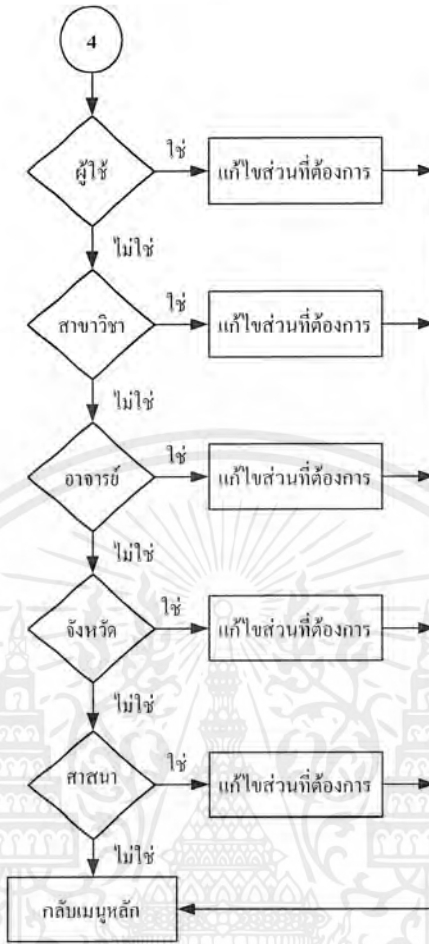 4
ผู้ใช้
ใช่
แก้ไขส่วนที่ต้องการ
ไม่ใช่
สาขาวิชา
ใช่
แก้ไขส่วนที่ต้องการ
ไม่ใช่
อาจารย์
ใช่
แก้ไขส่วนที่ต้องการ
ไม่ใช่
จังหวัด
ใช่
แก้ไขส่วนที่ต้องการ
ไม่ใช่
สาสนา
ใช่
แก้ไขส่วนที่ต้องการ
ไม่ใช่
กลับเมนูหลัก